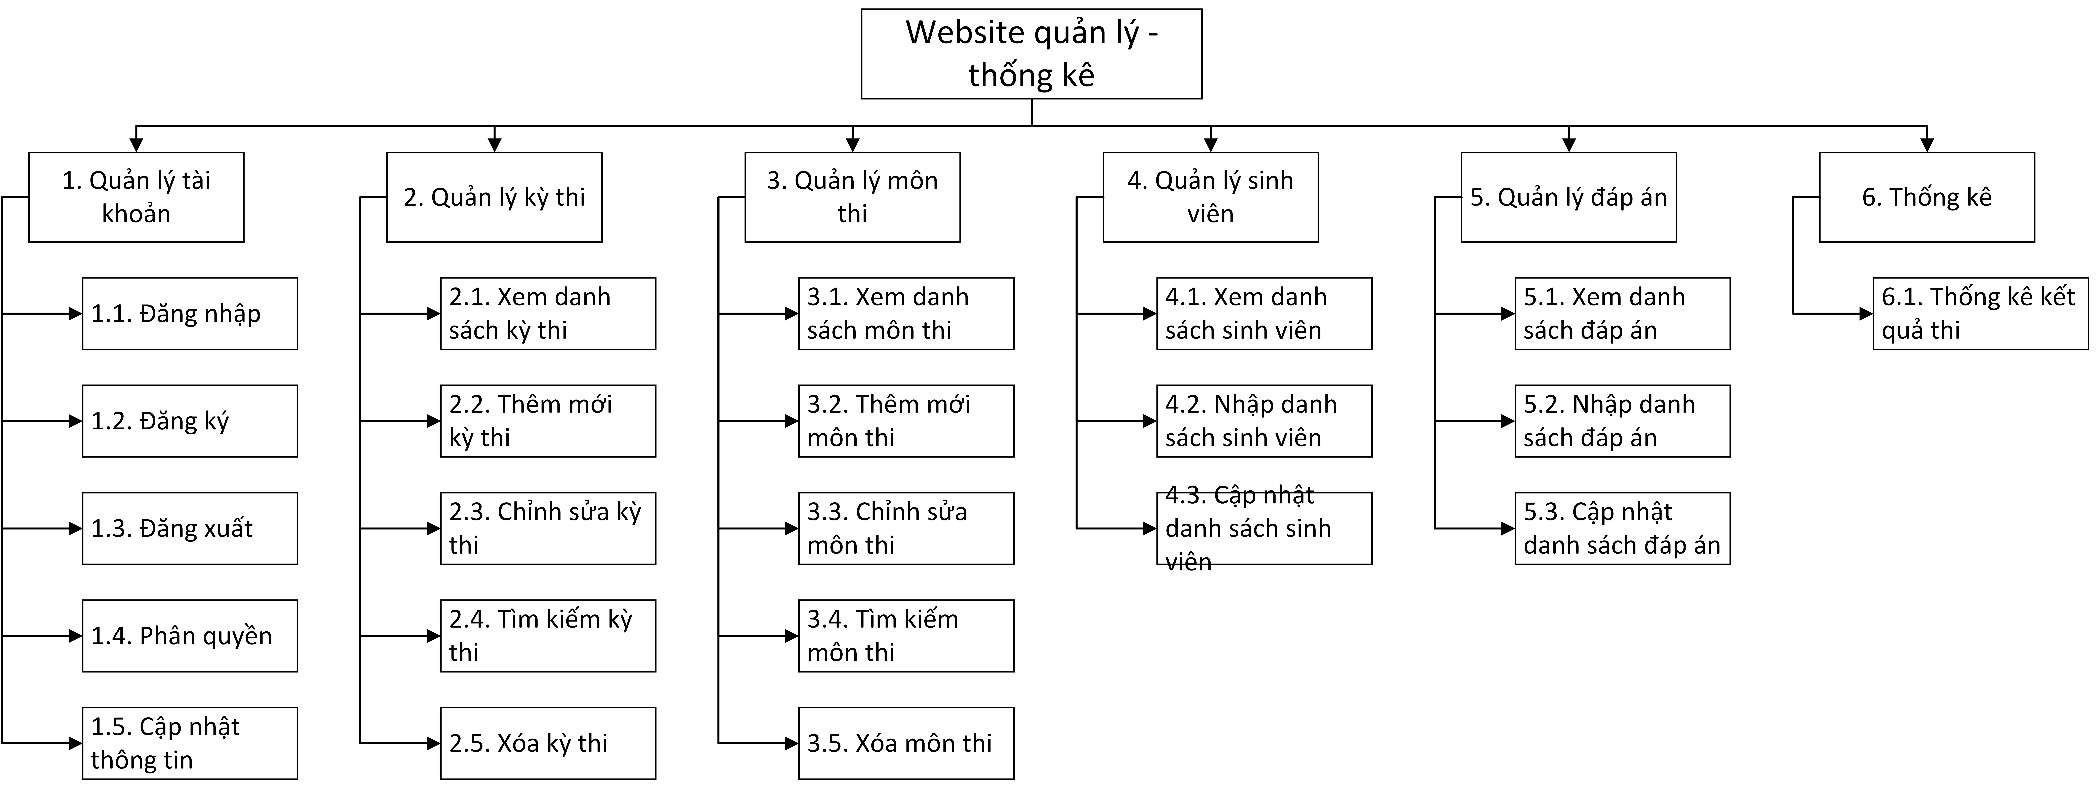 Website quản lý -
thống kê
1. Quản lý tài
khoản
1.1. Đăng nhập
1.2. Đăng ký
1.3. Đăng xuất
1.4. Phân quyền
1.5. Cập nhật
thông tin
2. Quản lý kỳ thi
2.1. Xem danh
sách kỳ thi
2.2. Thêm mới
kỳ thi
2.3. Chỉnh sửa kỳ
thi
2.4. Tìm kiếm kỳ
thi
2.5. Xóa kỳ thi
3. Quản lý môn
thi
3.1. Xem danh
sách môn thi
3.2. Thêm mới
môn thi
3.3. Chỉnh sửa
môn thi
3.4. Tìm kiếm
môn thi
3.5. Xóa môn thi
4. Quản lý sinh
viên
4.1. Xem danh
sách sinh viên
4.2. Nhập danh
sách sinh viên
4.3. Cập nhật
danh sách sinh
viên
5. Quản lý đáp án
5.1. Xem danh
sách đáp án
5.2. Nhập danh
sách đáp án
5.3. Cập nhật
danh sách đáp án
6. Thống kê
6.1. Thống kê kết
quả thi